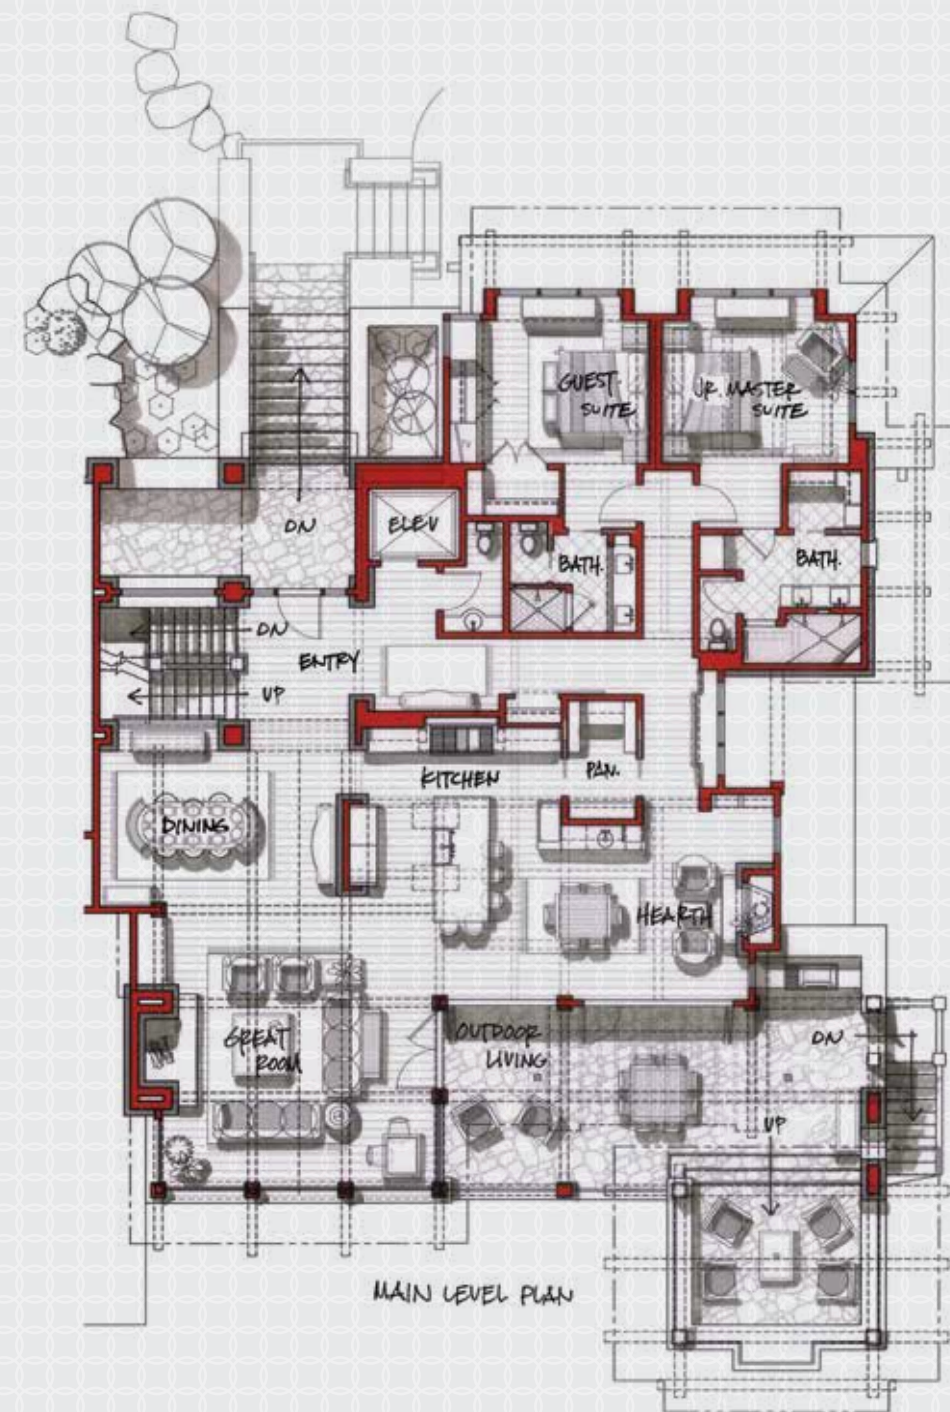 GUEST
SUITE
JR. MASTER
SUITE
DN
ELEV
BATH.
BATH.
DN
ENTRY
UP
KITCHEN
PAN.
DINING
HEARTH
GREAT
ROOM
OUTDOOR
LIVING
DN
UP
MAIN LEVEL PLAN